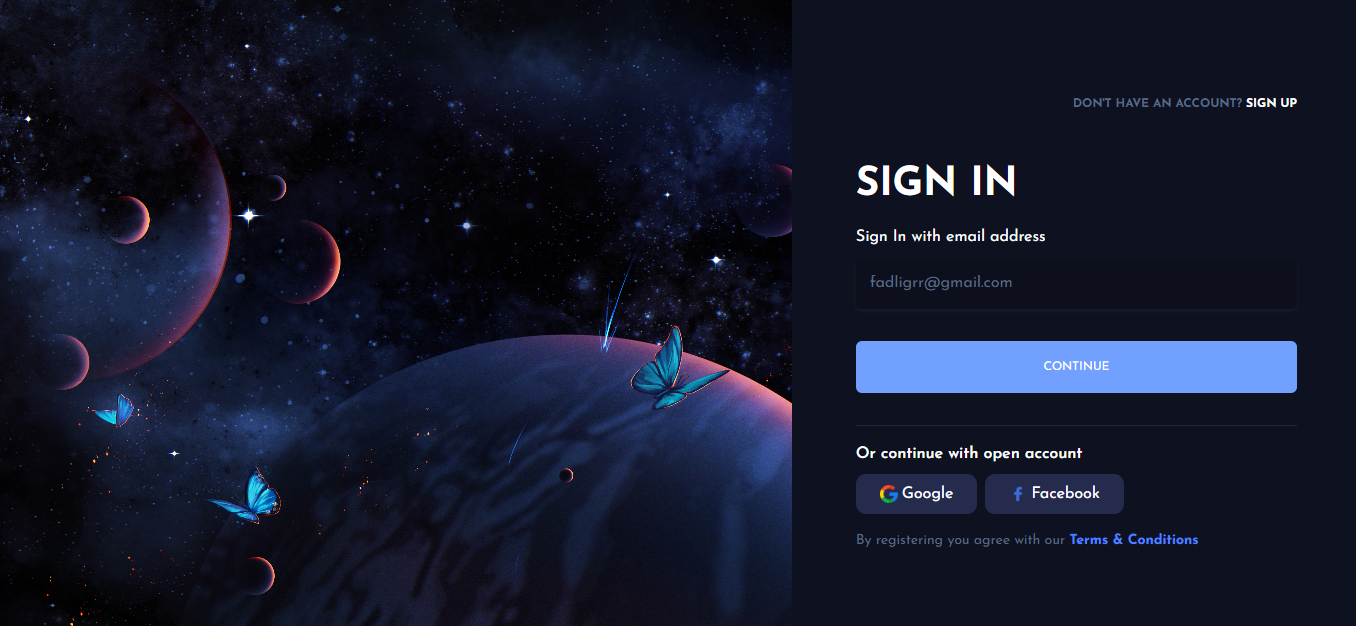 DON'T HAVE AN ACCOUNT? SIGN UP
SIGN IN
Sign In with email address
fadligrr@gmail.com
CONTINUE
Or continue with open account
Google
Facebook
By registering you agree with our Terms & Conditions